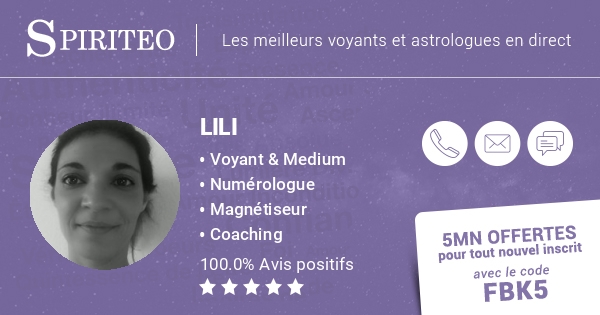 SPIRITEO
Les meilleurs voyants et astrologues en direct
LILI
• Voyant & Medium
• Numérologue
• Magnétiseur
• Coaching
100.0% Avis positifs
5MN OFFERTES
pour tout nouvel inscrit
avec le code
FBK5